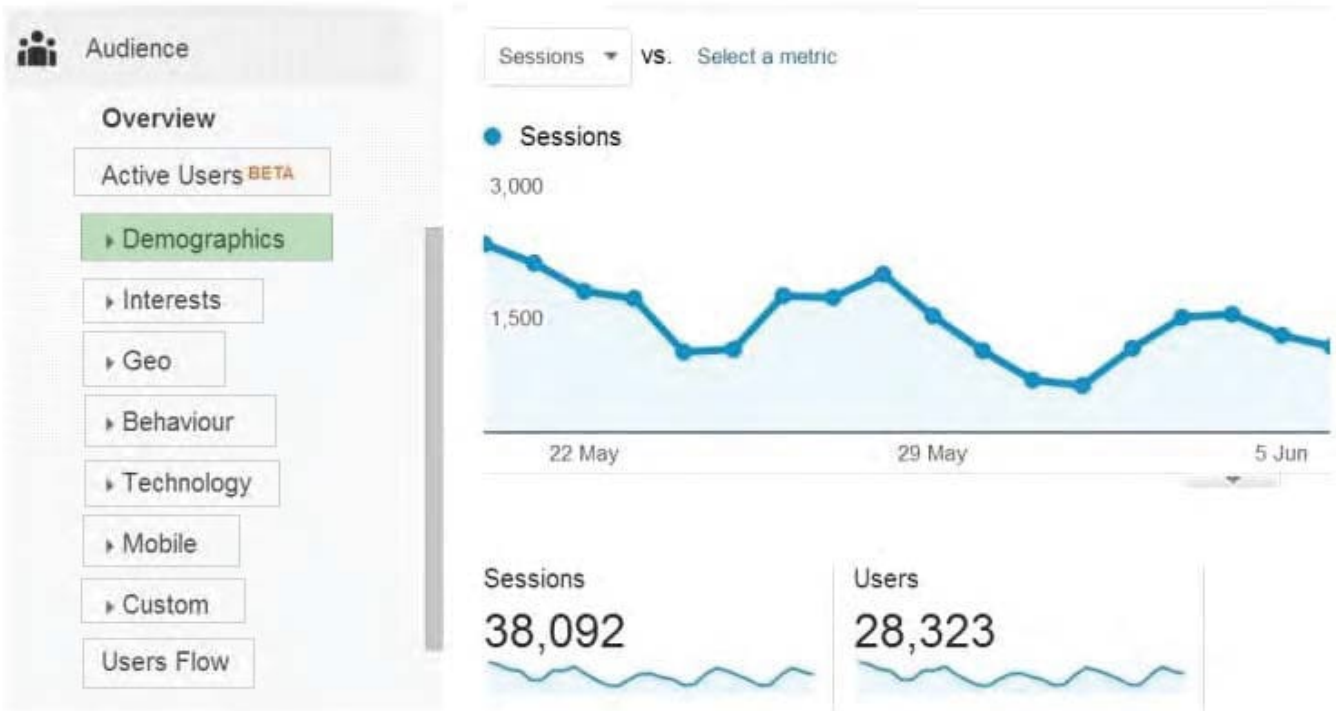 Audience
Overview
Active Users BETA
Demographics
Interests
Geo
Behaviour
Technology
Mobile
Custom
Users Flow
Sessions vs. Select a metric
Sessions
3,000
1,500
22 May 29 May 5 Jun
Sessions
38,092
Users
28,323